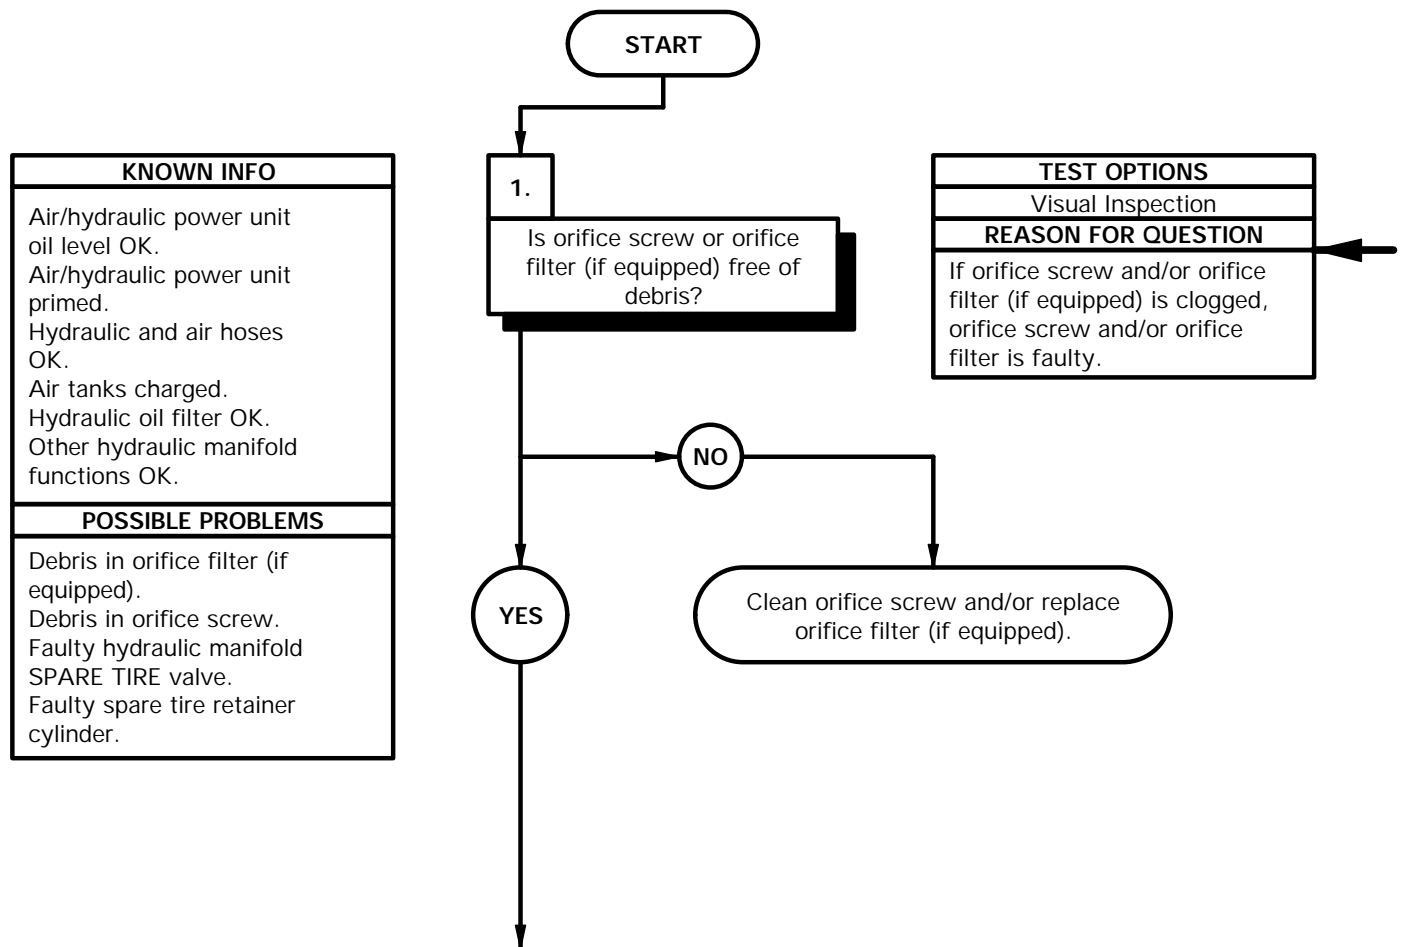 START
KNOWN INFO
Air/hydraulic power unit
oil level OK.
Air/hydraulic power unit
primed.
Hydraulic and air hoses
OK.
Air tanks charged.
Hydraulic oil filter OK.
Other hydraulic manifold
functions OK.
POSSIBLE PROBLEMS
Debris in orifice filter (if
equipped).
Debris in orifice screw.
Faulty hydraulic manifold
SPARE TIRE valve.
Faulty spare tire retainer
cylinder.
1.
Is orifice screw or orifice
filter (if equipped) free of
debris?
TEST OPTIONS
Visual Inspection
REASON FOR QUESTION
If orifice screw and/or orifice
filter (if equipped) is clogged,
orifice screw and/or orifice
filter is faulty.
NO
YES
Clean orifice screw and/or replace
orifice filter (if equipped).